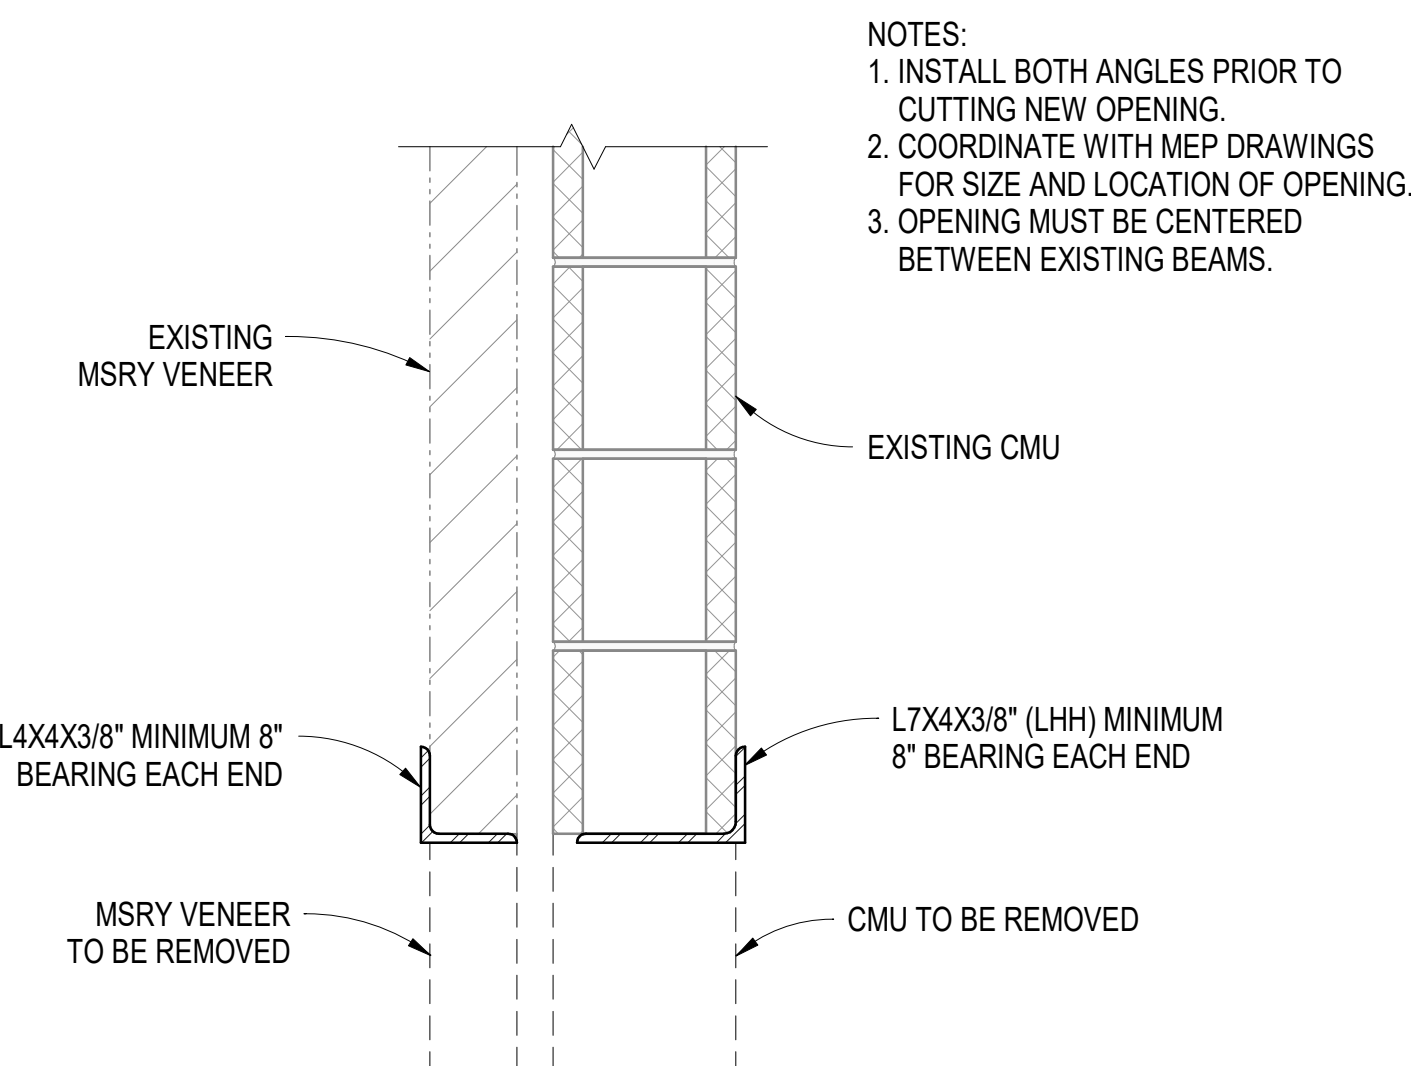 NOTES:
1. INSTALL BOTH ANGLES PRIOR TO
CUTTING NEW OPENING.
2. COORDINATE WITH MEP DRAWINGS
FOR SIZE AND LOCATION OF OPENING.
3. OPENING MUST BE CENTERED
BETWEEN EXISTING BEAMS.
EXISTING
MSRY VENEER
EXISTING CMU
L4X4X3/8" MINIMUM 8"
BEARING EACH END
L7X4X3/8" (LHH) MINIMUM
8" BEARING EACH END
MSRY VENEER
TO BE REMOVED
CMU TO BE REMOVED